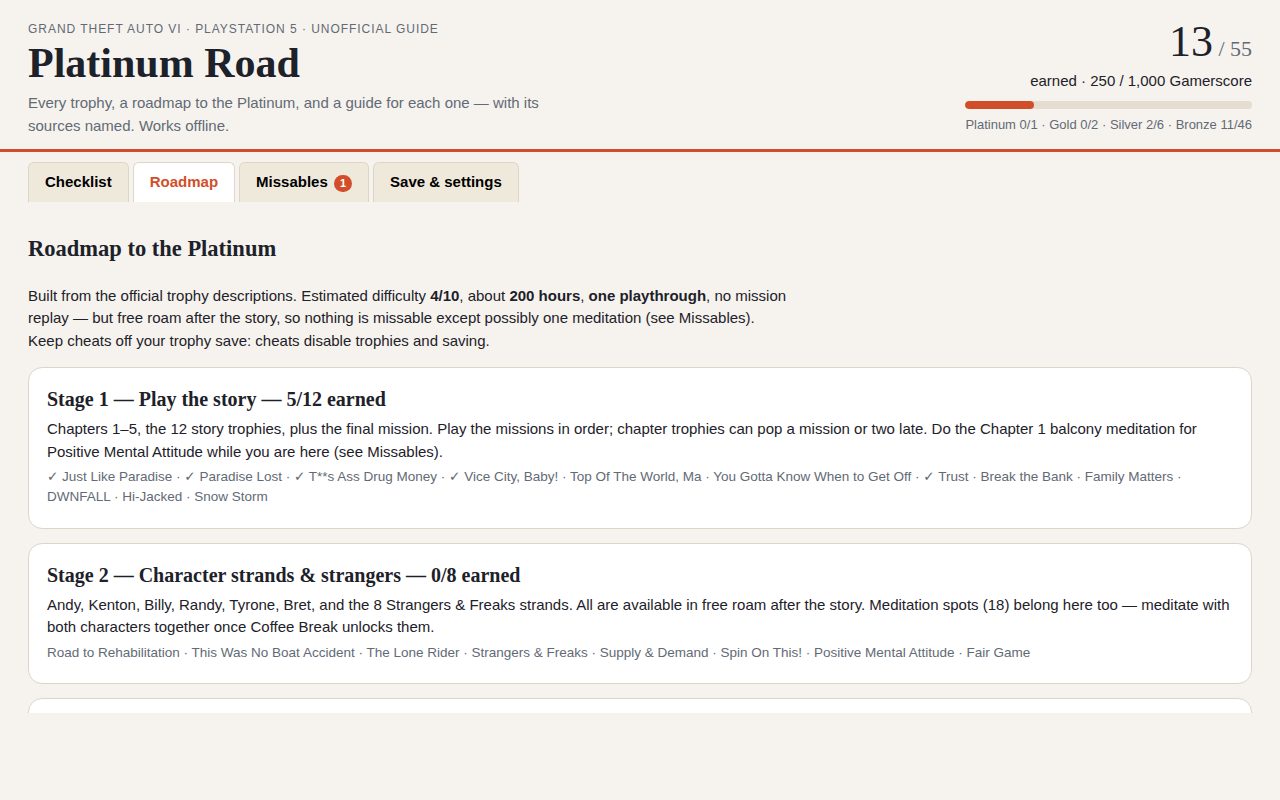 GRAND THEFT AUTO VI · PLAYSTATION 5 · UNOFFICIAL GUIDE
Platinum Road
Every trophy, a roadmap to the Platinum, and a guide for each one — with its
sources named. Works offline.
13 / 55
earned · 250 / 1,000 Gamerscore
Platinum 0/1 · Gold 0/2 · Silver 2/6 · Bronze 11/46
Checklist
Roadmap
Missables 1
Save & settings
Roadmap to the Platinum
Built from the official trophy descriptions. Estimated difficulty 4/10, about 200 hours, one playthrough, no mission
replay — but free roam after the story, so nothing is missable except possibly one meditation (see Missables).
Keep cheats off your trophy save: cheats disable trophies and saving.
Stage 1 — Play the story — 5/12 earned
Chapters 1–5, the 12 story trophies, plus the final mission. Play the missions in order; chapter trophies can pop a mission or two late. Do the Chapter 1 balcony meditation for
Positive Mental Attitude while you are here (see Missables).
✓ Just Like Paradise · ✓ Paradise Lost · ✓ T**s Ass Drug Money · ✓ Vice City, Baby! · Top Of The World, Ma · You Gotta Know When to Get Off · ✓ Trust · Break the Bank · Family Matters ·
DWNFALL · Hi-Jacked · Snow Storm
Stage 2 — Character strands & strangers — 0/8 earned
Andy, Kenton, Billy, Randy, Tyrone, Bret, and the 8 Strangers & Freaks strands. All are available in free roam after the story. Meditation spots (18) belong here too — meditate with
both characters together once Coffee Break unlocks them.
Road to Rehabilitation · This Was No Boat Accident · The Lone Rider · Strangers & Freaks · Supply & Demand · Spin On This! · Positive Mental Attitude · Fair Game